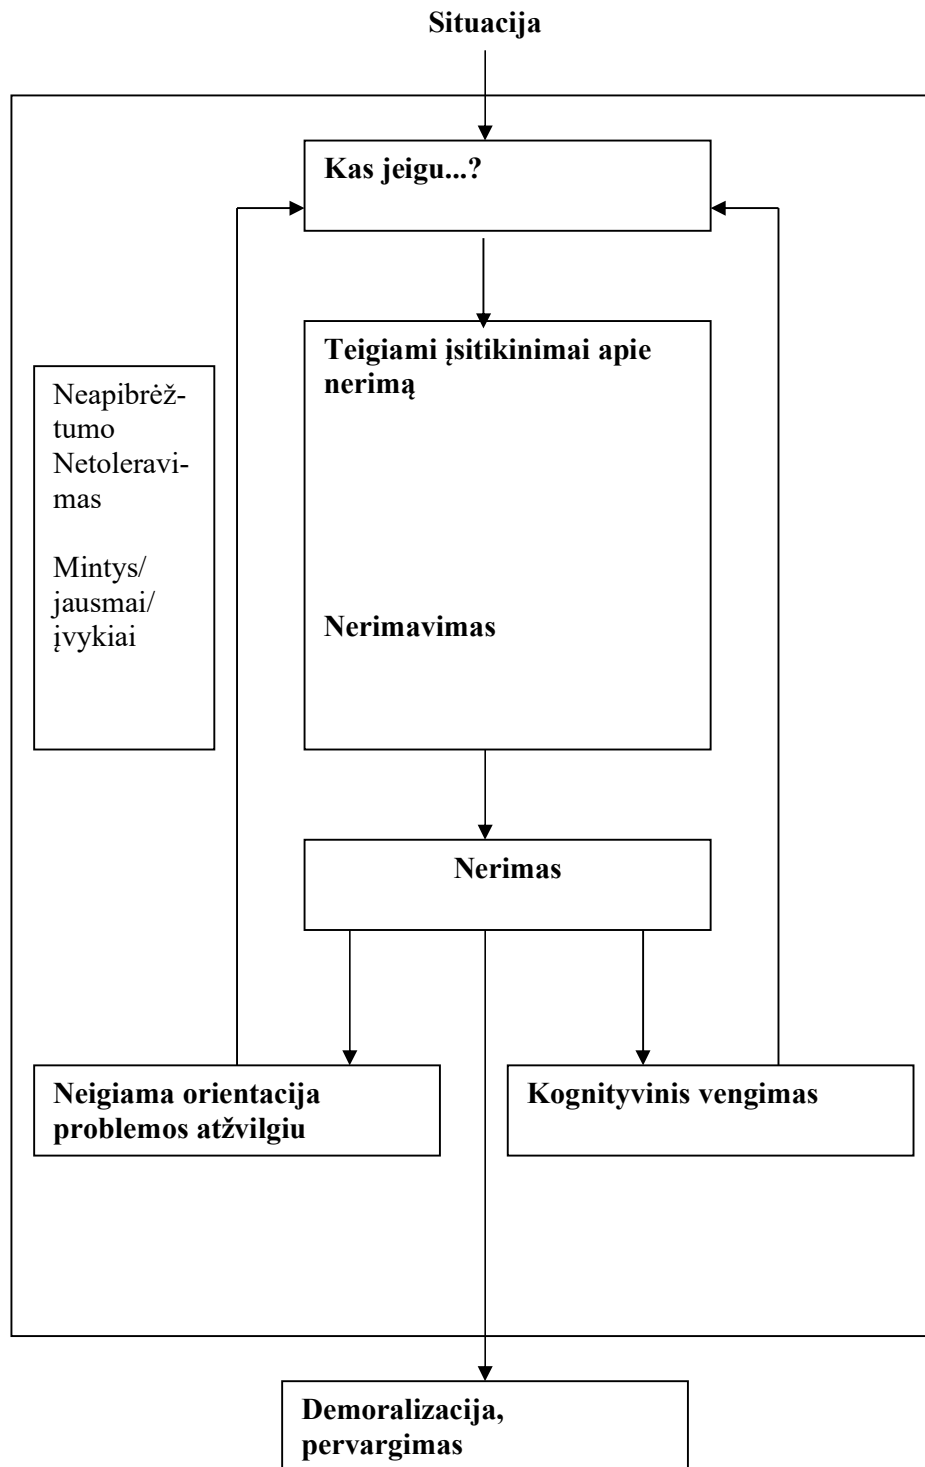 Situacija
Kas jeigu...?
Teigiami įsitikinimai apie
nerimą
Neapibrėž-
tumo
Netoleravi-
mas
Mintys/
jausmai/
įvykiai
Nerimavimas
Nerimas
Neigiama orientacija
problemos atžvilgiu
Kognityvinis vengimas
Demoralizacija,
pervargimas